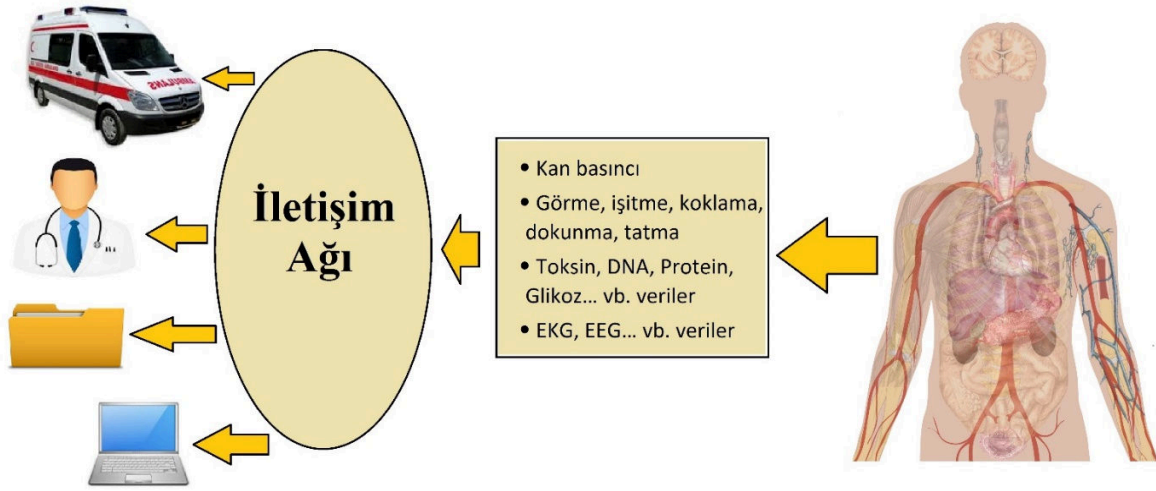 İletişim
Ağı
• Kan basıncı
• Görme, işitme, koklama,
dokunma, tatma
• Toksin, DNA, Protein,
Glikoz... vb. veriler
• EKG, EEG... vb. veriler
AMBULANS